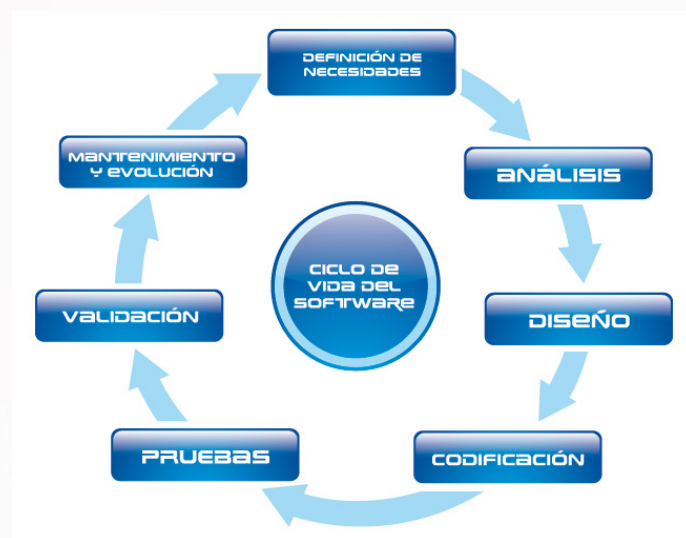 DEFINICIÓN DE
NECESIDADES
ANÁLISIS
DISEÑO
CODIFICACIÓN
PRUEBAS
VALIDACIÓN
MANTENIMIENTO
Y EVOLUCIÓN
CICLO DE
VIDA DEL
SOFTWARE